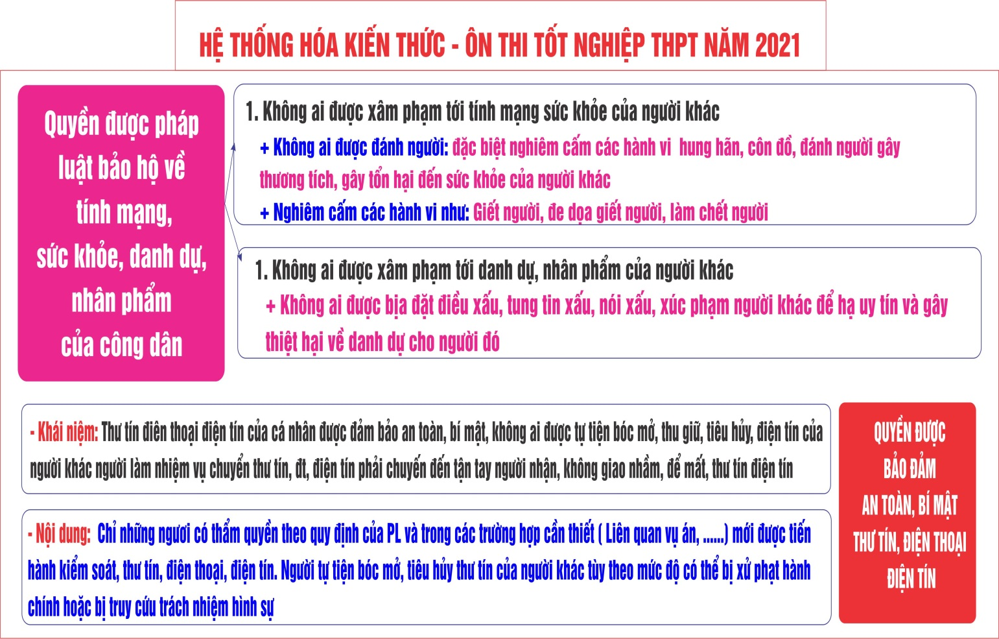 HỆ THỐNG HÓA KIẾN THỨC - ÔN THI TỐT NGHIỆP THPT NĂM 2021
Quyền được pháp
luật bảo hộ về
tính mạng,
sức khỏe, danh dự,
nhân phẩm
của công dân
1. Không ai được xâm phạm tới tính mạng sức khỏe của người khác
+ Không ai được đánh người: đặc biệt nghiêm cấm các hành vi hung hãn, côn đồ, đánh người gây
thương tích, gây tổn hại đến sức khỏe của người khác
+ Nghiêm cấm các hành vi như: Giết người, đe dọa giết người, làm chết người
1. Không ai được xâm phạm tới danh dự, nhân phẩm của người khác
+ Không ai được bịa đặt điều xấu, tung tin xấu, nói xấu, xúc phạm người khác để hạ uy tín và gây
thiệt hại về danh dự cho người đó
- Khái niệm: Thư tín điên thoại điện tín của cá nhân được đảm bảo an toàn, bí mật, không ai được tự tiện bóc mở, thu giữ, tiêu hủy, điện tín của
người khác người làm nhiệm vụ chuyển thư tín, đt, điện tín phải chuyến đến tận tay người nhận, không giao nhầm, để mất, thư tín điện tín
QUYỀN ĐƯỢC
BẢO ĐẢM
AN TOÀN, BÍ MẬT
THƯ TÍN, ĐIỆN THOẠI
ĐIỆN TÍN
- Nội dung: Chỉ những ngươi có thẩm quyền theo quy định của PL và trong các trường hợp cần thiết ( Liên quan vụ án, ......) mới được tiến
hành kiểm soát, thư tín, điện thoại, điện tín. Người tự tiện bóc mở, tiêu hủy thư tín của người khác tùy theo mức độ có thể bị xử phạt hành
chính hoặc bị truy cứu trách nhiệm hình sự